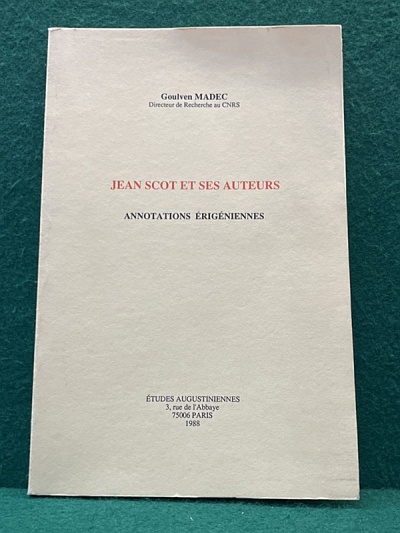 Goulven MADEC
Directeur de Recherche au CNRS
JEAN SCOT ET SES AUTEURS
ANNOTATIONS ÉRIGÉNIENNES
ÉTUDES AUGUSTINIENNES
3, rue de l'Abbaye
75006 PARIS
1988